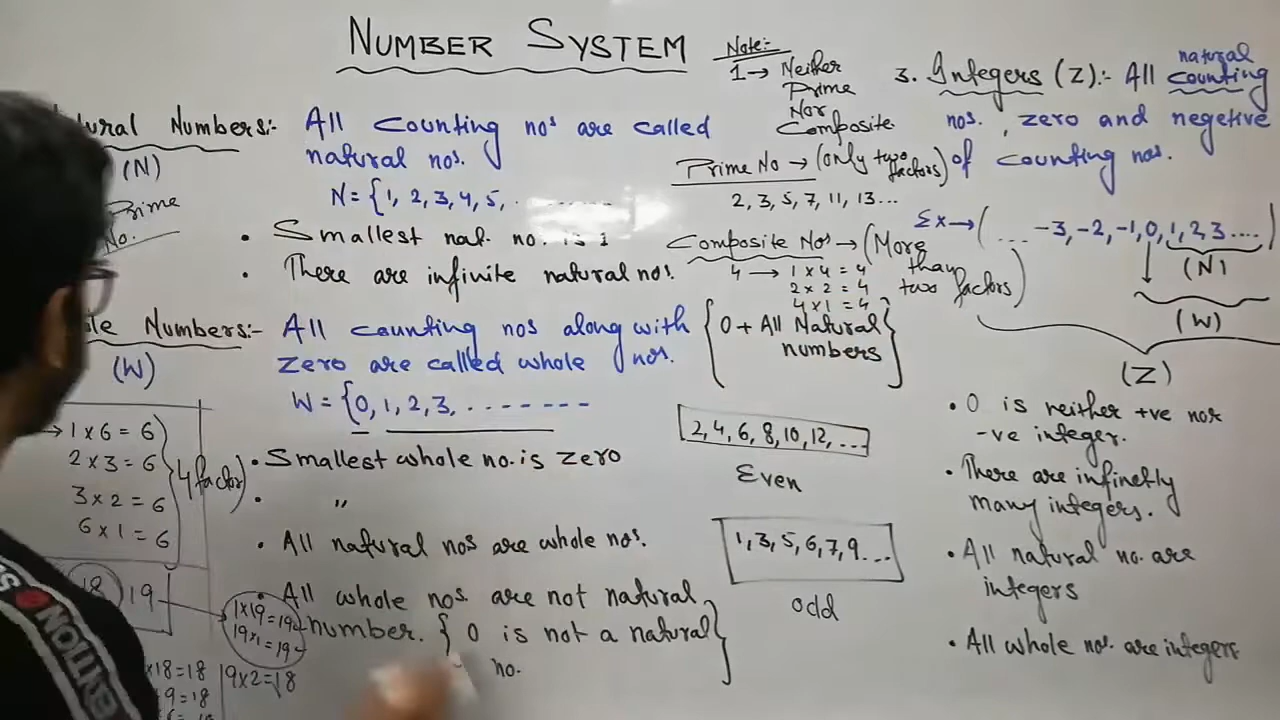 NUMBER SYSTEM
Note:-
1→ Neither
Prime
Nor
Composite
Numbers:- All counting nos are called
natural nos.
(N)
N = {1, 2, 3, 4, 5, ........
Prime
No.
• Smallest nat. no. is 1
• There are infinite natural nos.
Numbers:- All counting nos along with
zero are called whole nos.
{0 + All Natural
numbers}
(W)
W = {0, 1, 2, 3, --------
→ 1 x 6 = 6
2 x 3 = 6
3 x 2 = 6
6 x 1 = 6
4 factor
• Smallest whole no. is zero
• "
• All natural nos are whole nos.
• All whole nos. are not natural
number. { 0 is not a natural
no. }
18 19
1x19=19
19x1=19
x18=18
9x2=18
9=18
Prime No → (only two
factors)
2, 3, 5, 7, 11, 13...
Composite Nos → (More
than
two factors)
4 → 1 x 4 = 4
2 x 2 = 4
4 x 1 = 4
2, 4, 6, 8, 10, 12, ...
Even
1, 3, 5, 6, 7, 9...
odd
3. Integers (Z):- All natural
counting
nos., zero and negetive
of counting nos.
Ex → ( ... -3, -2, -1, 0, 1, 2, 3 .... )
(N)
(W)
(Z)
• 0 is neither +ve nor
-ve integer.
• There are infinetly
many integers.
• All natural no. are
integers
• All whole nos. are integers